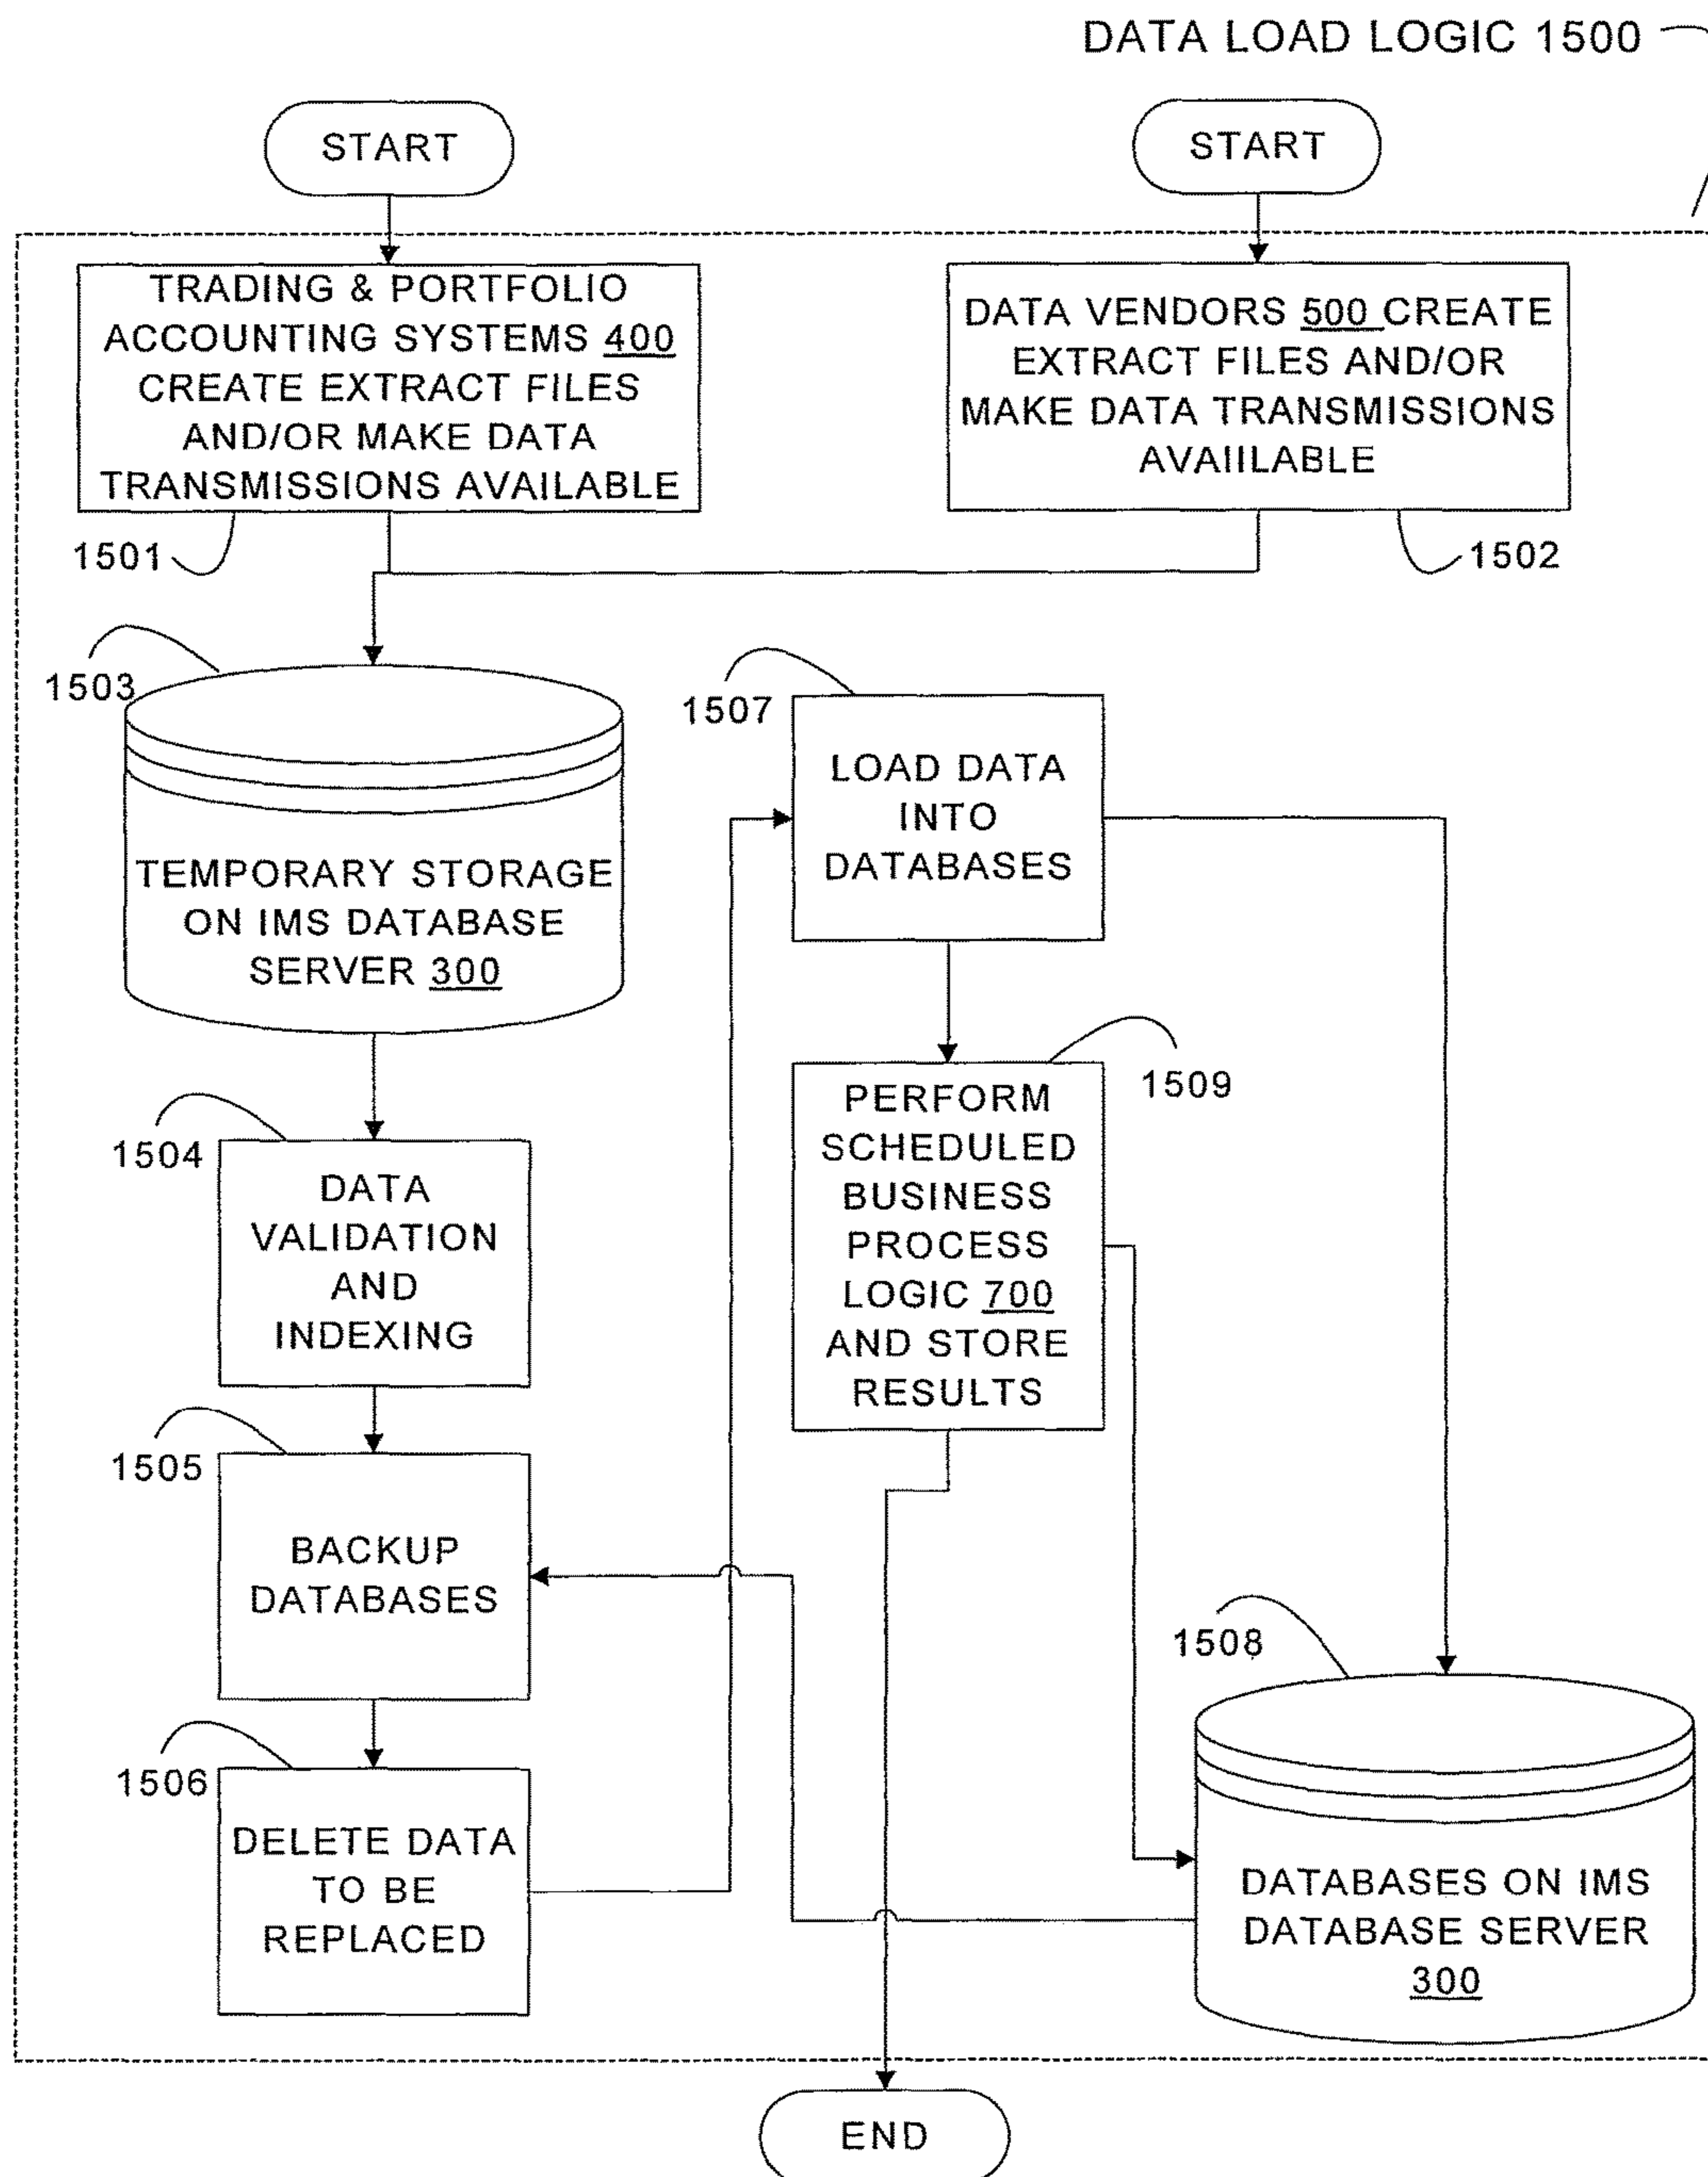 DATA LOAD LOGIC 1500
START
START
TRADING & PORTFOLIO
ACCOUNTING SYSTEMS 400
CREATE EXTRACT FILES
AND/OR MAKE DATA
TRANSMISSIONS AVAILABLE
DATA VENDORS 500 CREATE
EXTRACT FILES AND/OR
MAKE DATA TRANSMISSIONS
AVAIILABLE
1501
1502
1503
TEMPORARY STORAGE
ON IMS DATABASE
SERVER 300
1507
LOAD DATA
INTO
DATABASES
1504
DATA
VALIDATION
AND
INDEXING
1509
PERFORM
SCHEDULED
BUSINESS
PROCESS
LOGIC 700
AND STORE
RESULTS
1505
BACKUP
DATABASES
1506
DELETE DATA
TO BE
REPLACED
1508
DATABASES ON IMS
DATABASE SERVER
300
END